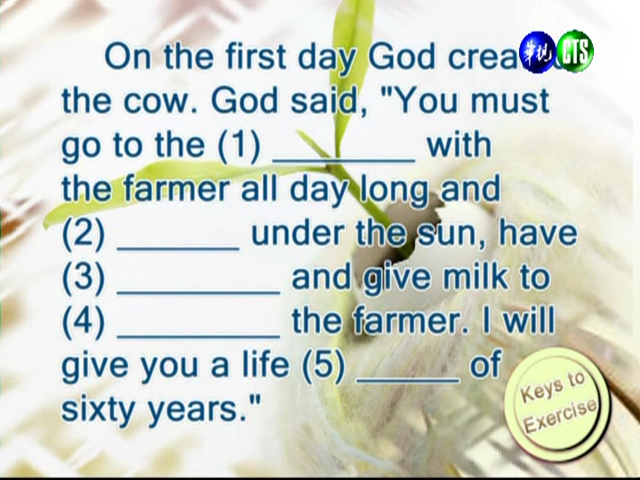 華視 CTS
On the first day God crea
the cow. God said, "You must
go to the (1) ________ with
the farmer all day long and
(2) _______ under the sun, have
(3) _________ and give milk to
(4) _________ the farmer. I will
give you a life (5) ______ of
sixty years."
Keys to
Exercise